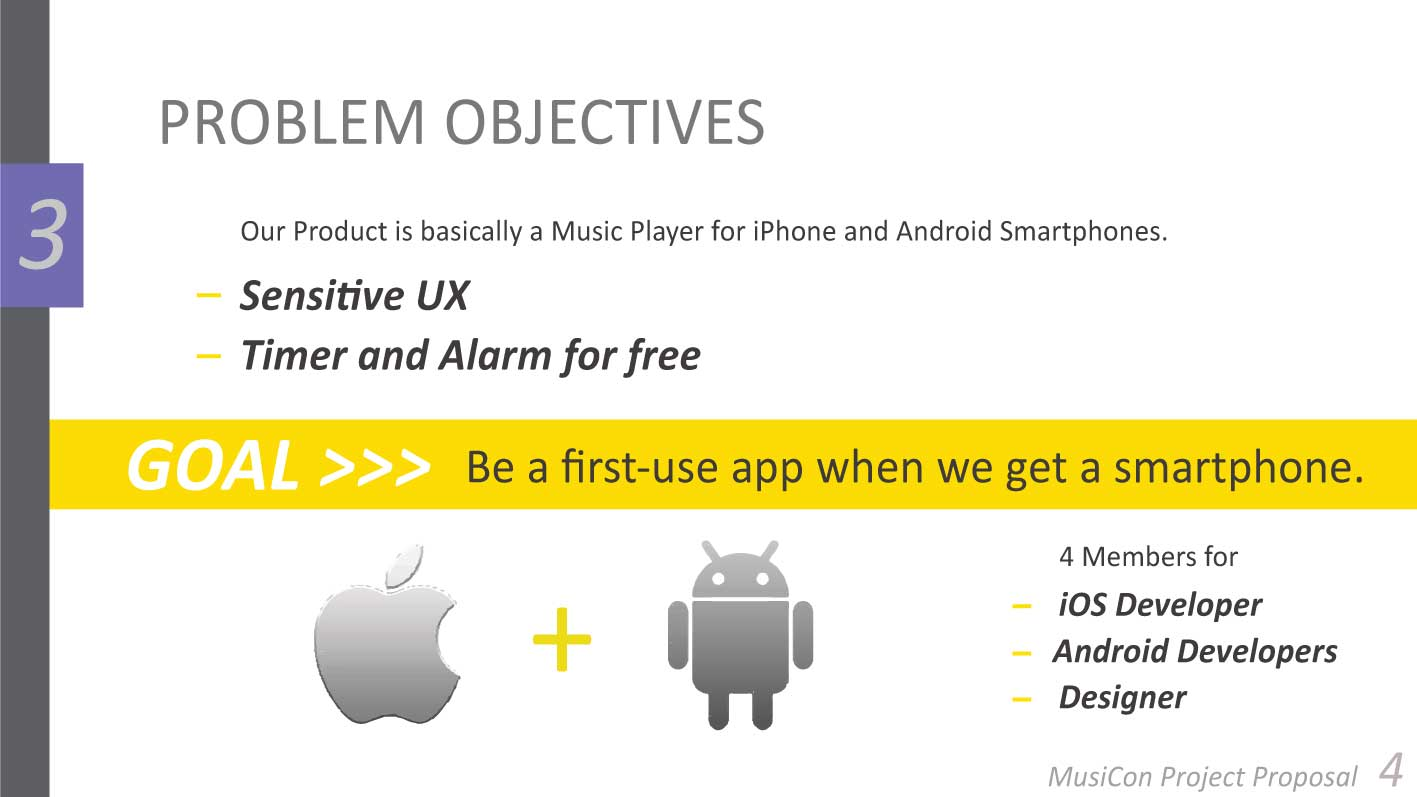 PROBLEM OBJECTIVES
3
Our Product is basically a Music Player for iPhone and Android Smartphones.
– Sensitive UX
– Timer and Alarm for free
GOAL >>> Be a first-use app when we get a smartphone.
+
4 Members for
– iOS Developer
– Android Developers
– Designer
MusiCon Project Proposal 4